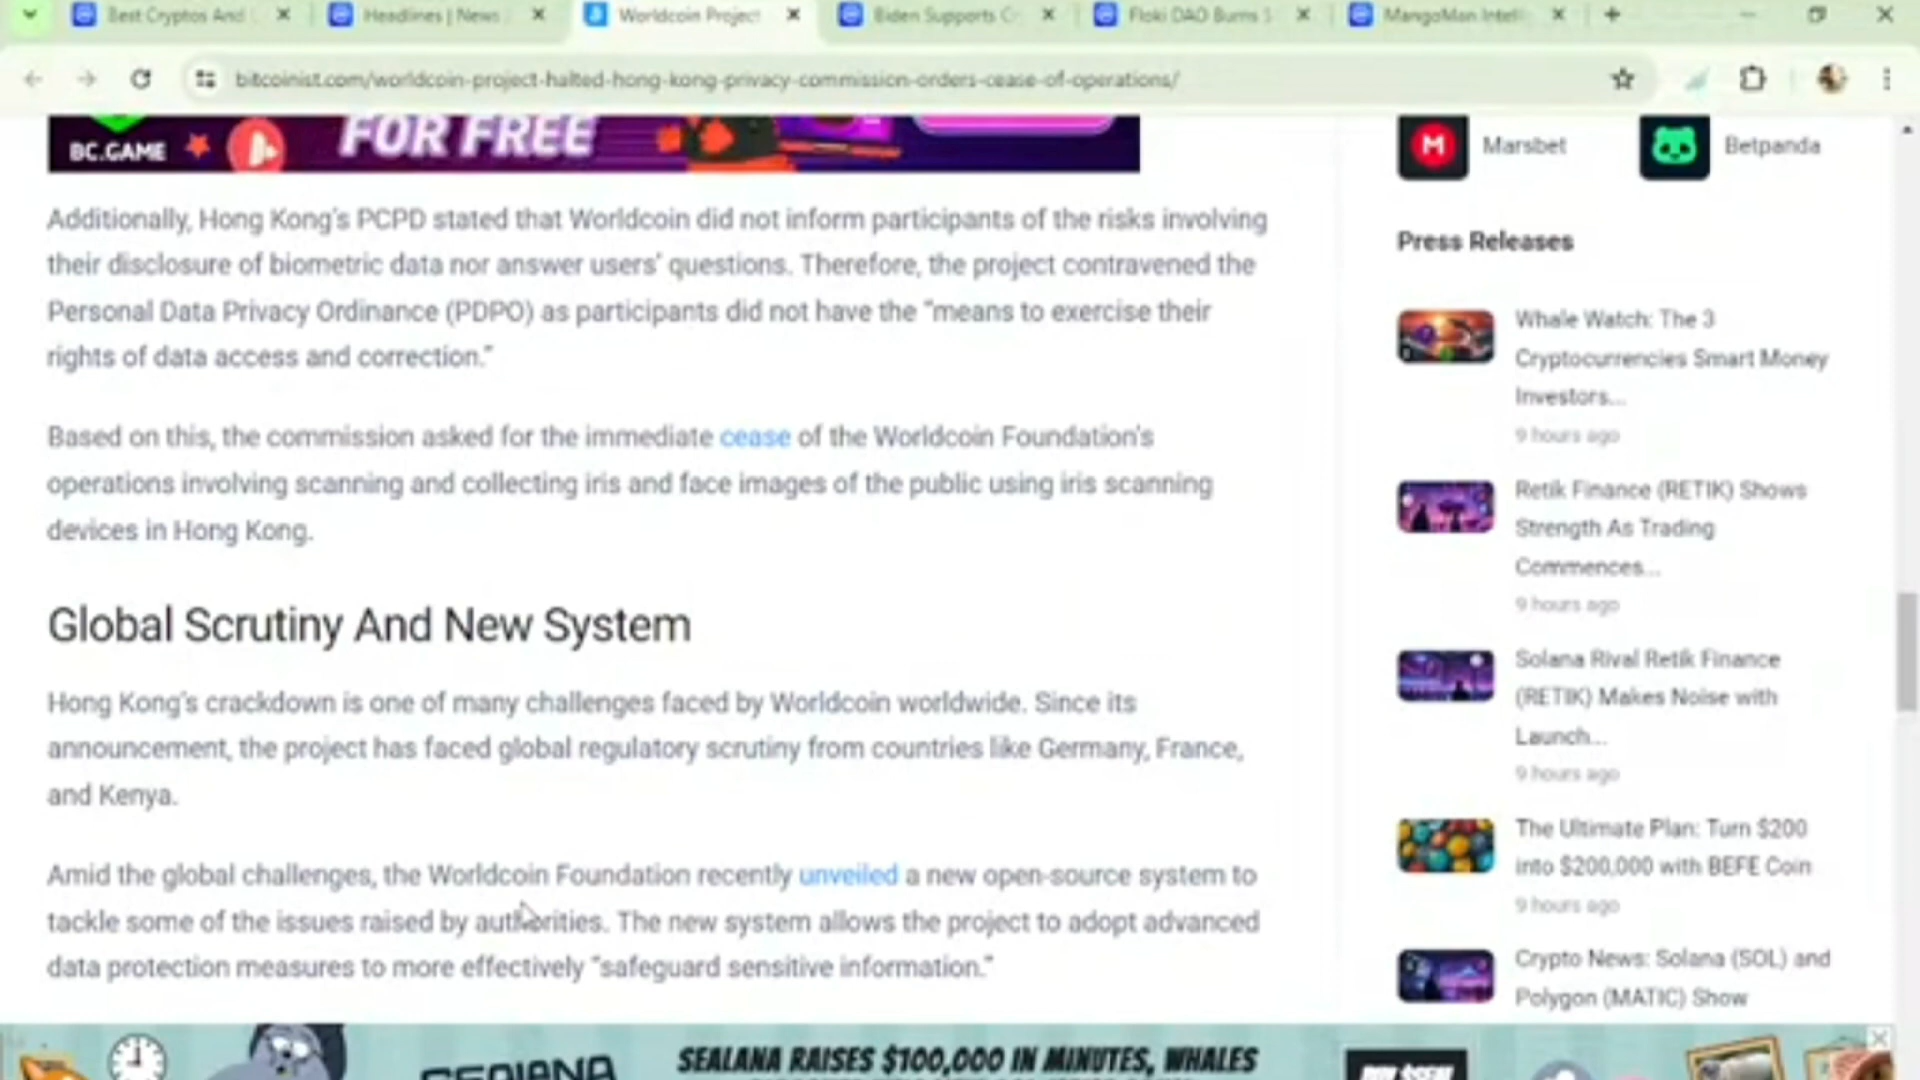 Best Cryptos And
Headlines | News
Worldcoin Project
Biden Supports C
Floki DAO Burns
MangoMan Intelli
bitcoinist.com/worldcoin-project-halted-hong-kong-privacy-commission-orders-cease-of-operations/
BC.GAME
FOR FREE
M
Marsbet
Betpanda
Additionally, Hong Kong's PCPD stated that Worldcoin did not inform participants of the risks involving
their disclosure of biometric data nor answer users' questions. Therefore, the project contravened the
Personal Data Privacy Ordinance (PDPO) as participants did not have the "means to exercise their
rights of data access and correction."
Based on this, the commission asked for the immediate cease of the Worldcoin Foundation's
operations involving scanning and collecting iris and face images of the public using iris scanning
devices in Hong Kong.
Global Scrutiny And New System
Hong Kong's crackdown is one of many challenges faced by Worldcoin worldwide. Since its
announcement, the project has faced global regulatory scrutiny from countries like Germany, France,
and Kenya.
Amid the global challenges, the Worldcoin Foundation recently unveiled a new open-source system to
tackle some of the issues raised by authorities. The new system allows the project to adopt advanced
data protection measures to more effectively "safeguard sensitive information."
Press Releases
Whale Watch: The 3
Cryptocurrencies Smart Money
Investors...
9 hours ago
Retik Finance (RETIK) Shows
Strength As Trading
Commences...
9 hours ago
Solana Rival Retik Finance
(RETIK) Makes Noise with
Launch...
9 hours ago
The Ultimate Plan: Turn $200
into $200,000 with BEFE Coin
9 hours ago
Crypto News: Solana (SOL) and
Polygon (MATIC) Show
SEALANA
SEALANA RAISES $100,000 IN MINUTES, WHALES